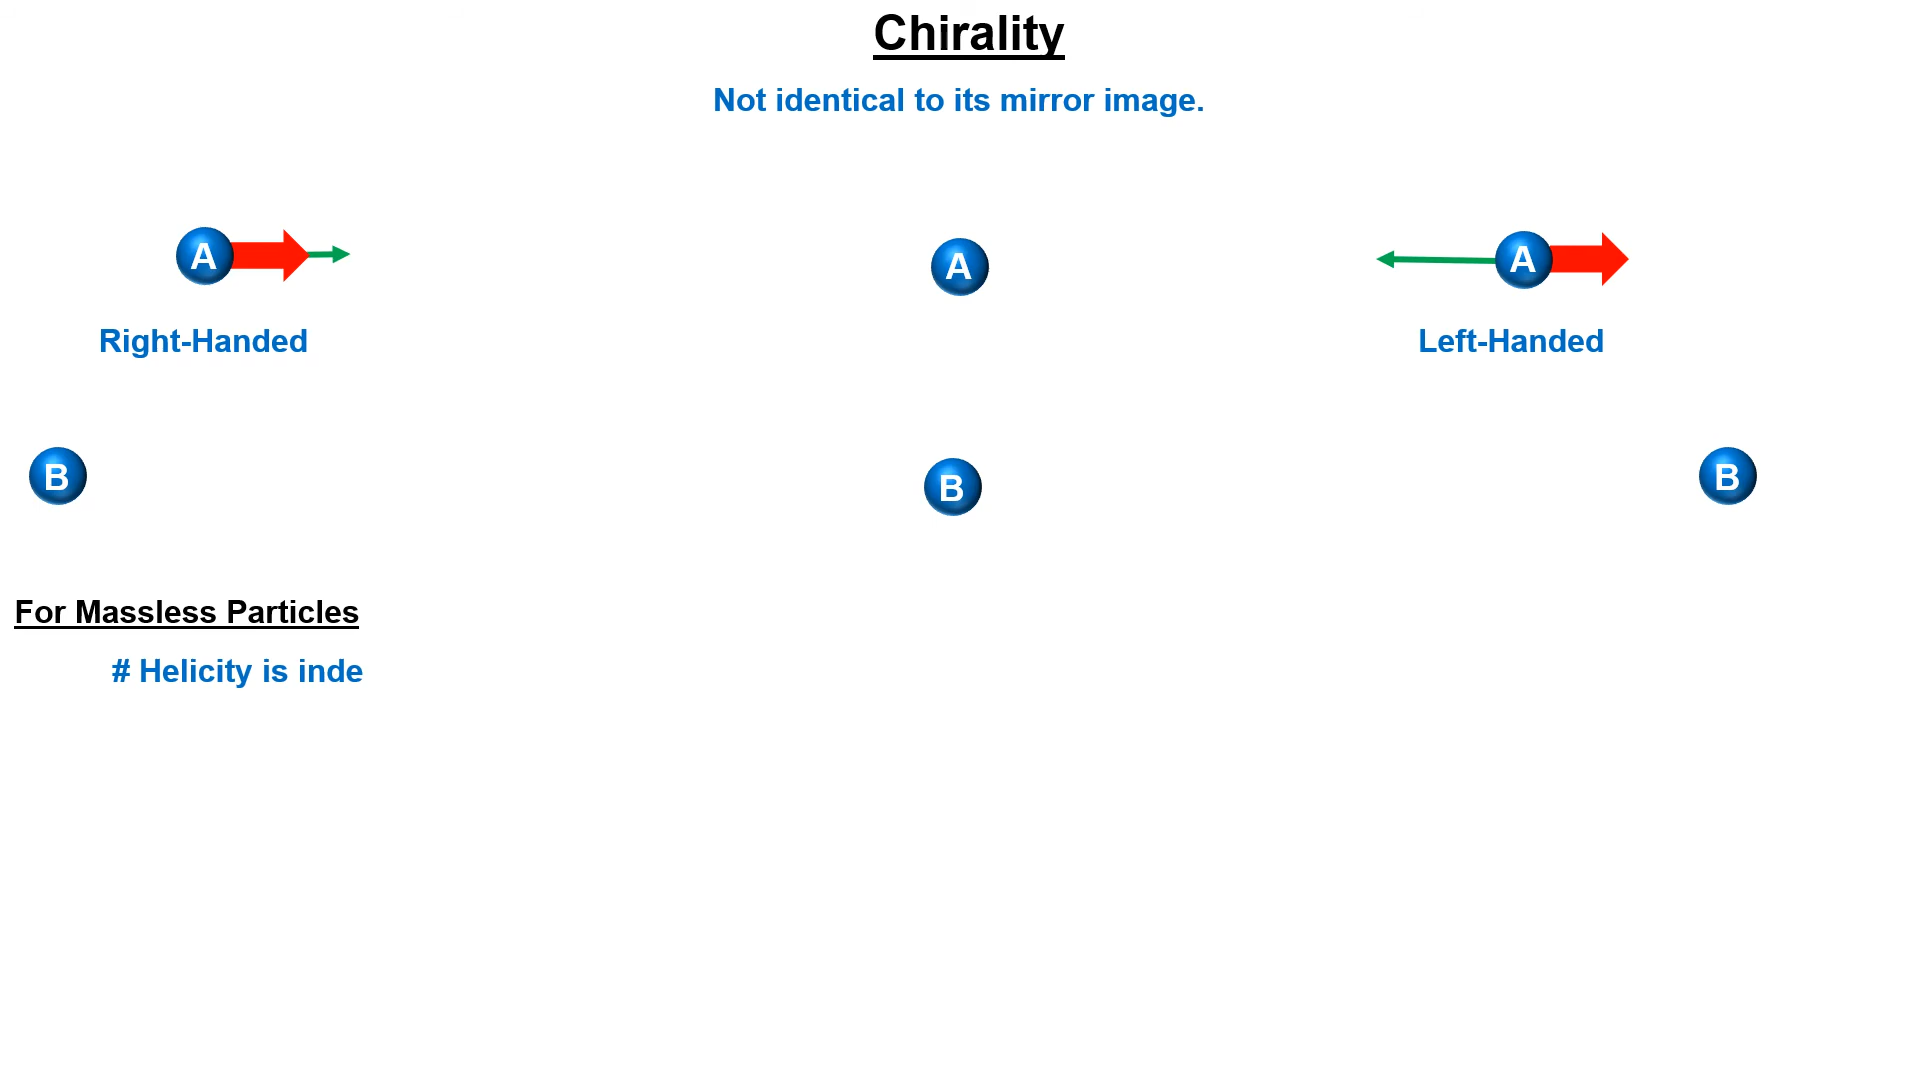 Chirality
Not identical to its mirror image.
A
A
A
Right-Handed
Left-Handed
B
B
B
For Massless Particles
# Helicity is inde